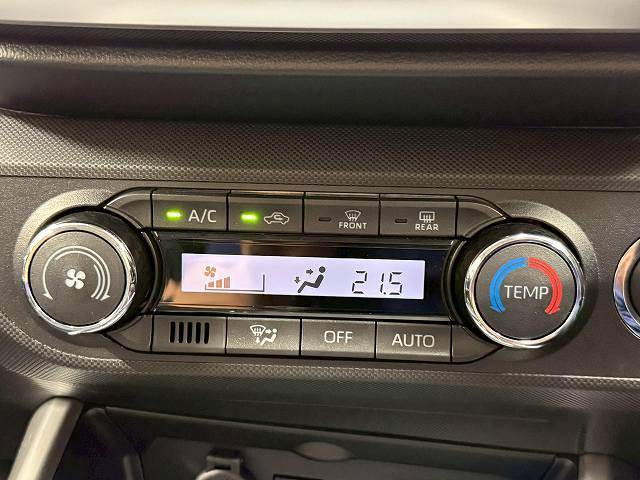 A/C
FRONT
REAR
21.5
TEMP
OFF
AUTO